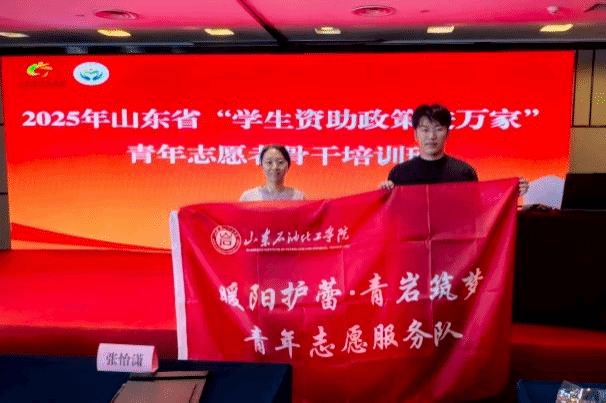 2025年山东省“学生资助政策 万家”
青年志愿者骨干培训
山东石油化工学院
暖阳护蕾·青岩筑梦
青年志愿服务队
张怡潇